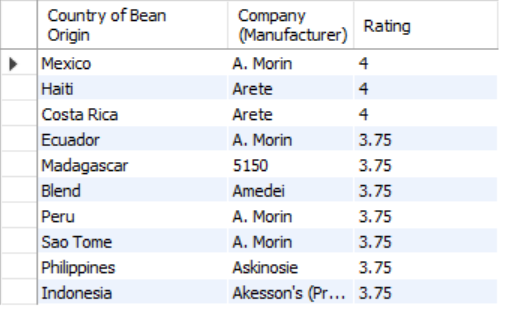 Country of Bean Origin Company (Manufacturer) Rating
Mexico A. Morin 4
Haiti Arete 4
Costa Rica Arete 4
Ecuador A. Morin 3.75
Madagascar 5150 3.75
Blend Amedei 3.75
Peru A. Morin 3.75
Sao Tome A. Morin 3.75
Philippines Askinosie 3.75
Indonesia Akesson's (Pr... 3.75